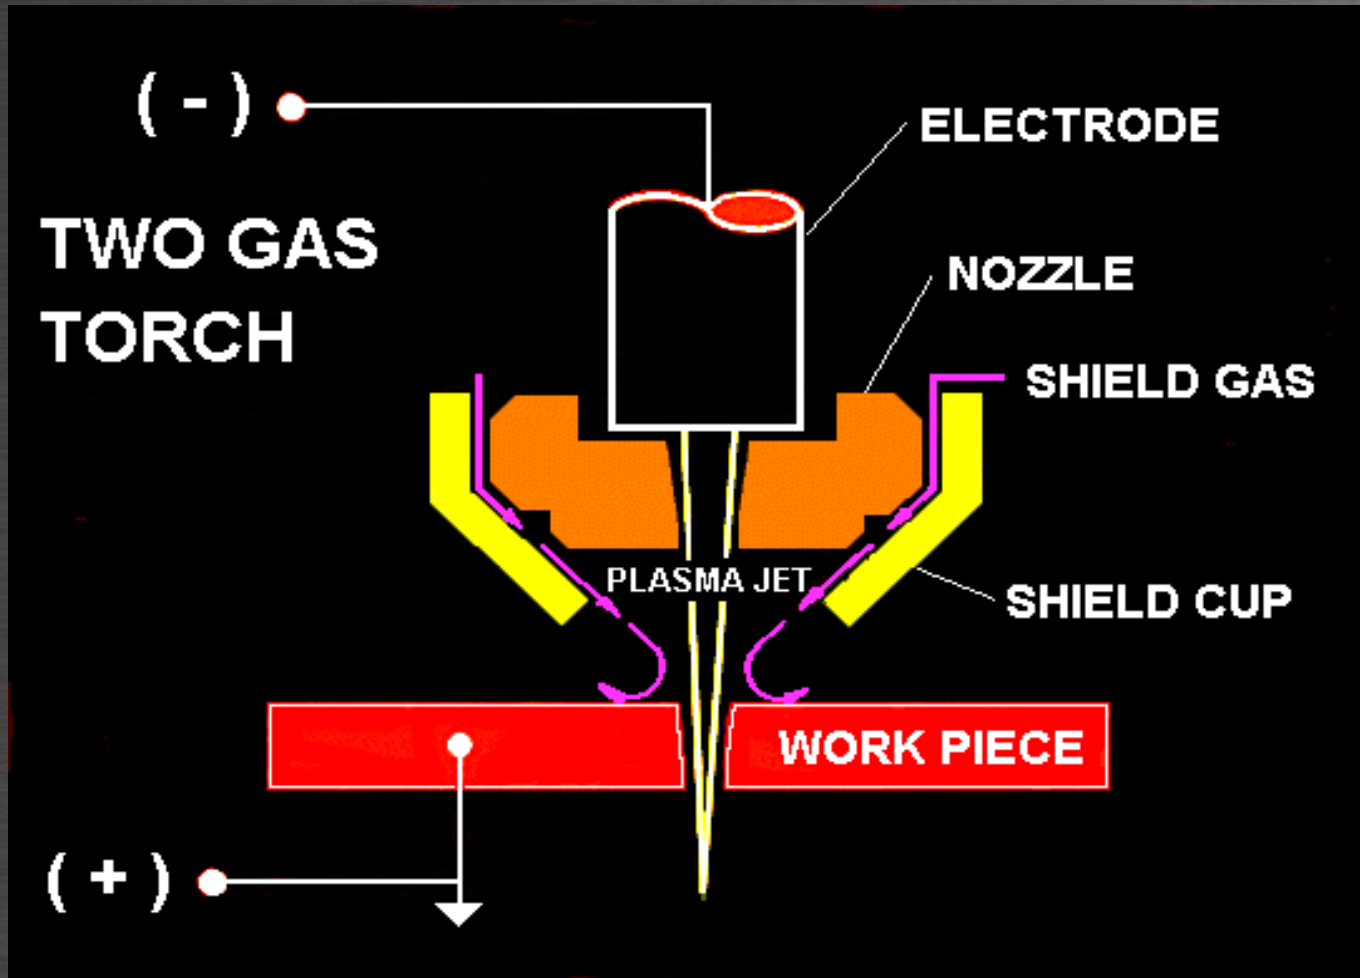 ( - )
ELECTRODE
TWO GAS
TORCH
NOZZLE
SHIELD GAS
PLASMA JET
SHIELD CUP
WORK PIECE
( + )